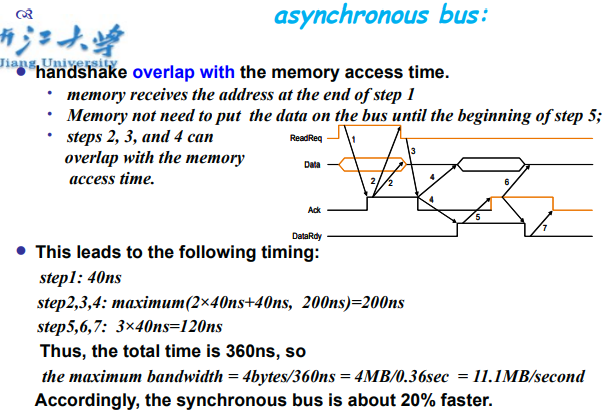 asynchronous bus:
浙江大学
Jiang University
handshake overlap with the memory access time.
memory receives the address at the end of step 1
Memory not need to put the data on the bus until the beginning of step 5;
steps 2, 3, and 4 can
overlap with the memory
access time.
ReadReq
1
3
Data
2
2
4
6
4
Ack
5
7
DataRdy
This leads to the following timing:
step1: 40ns
step2,3,4: maximum(2×40ns+40ns, 200ns)=200ns
step5,6,7: 3×40ns=120ns
Thus, the total time is 360ns, so
the maximum bandwidth = 4bytes/360ns = 4MB/0.36sec = 11.1MB/second
Accordingly, the synchronous bus is about 20% faster.